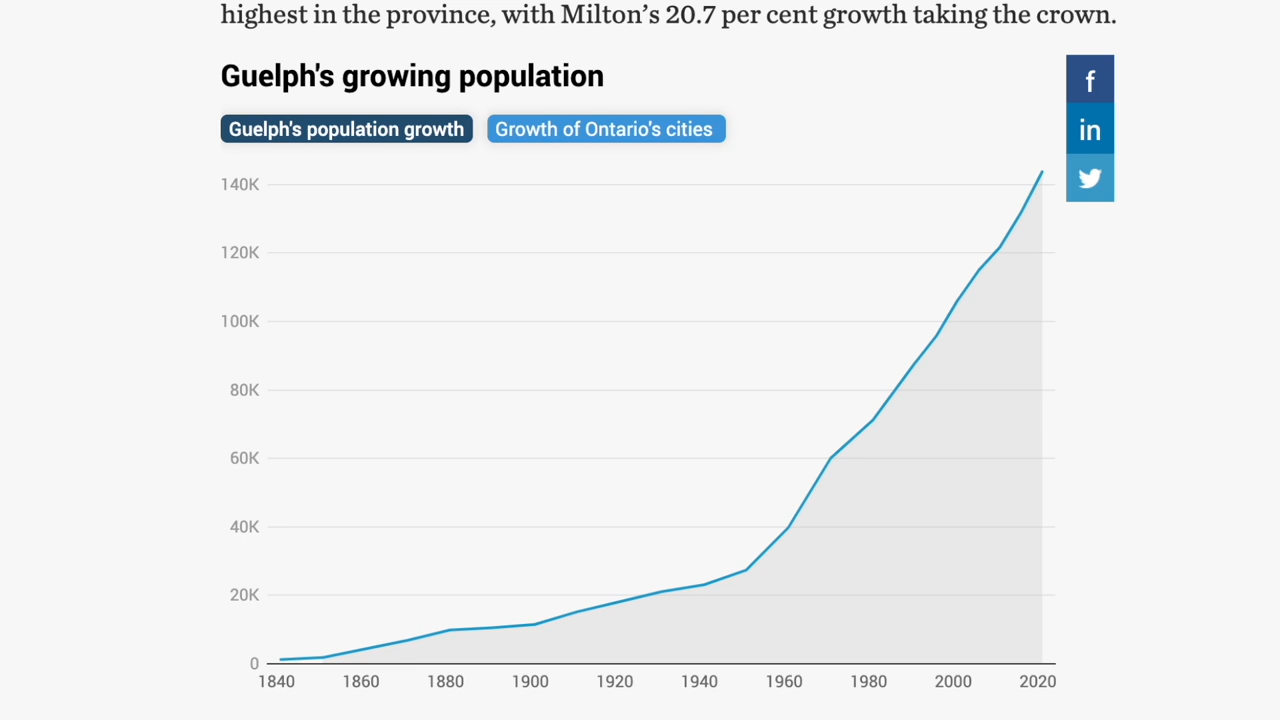 highest in the province, with Milton’s 20.7 per cent growth taking the crown.
Guelph's growing population
Guelph's population growth
Growth of Ontario's cities
f
in
140K
120K
100K
80K
60K
40K
20K
0
1840 1860 1880 1900 1920 1940 1960 1980 2000 2020